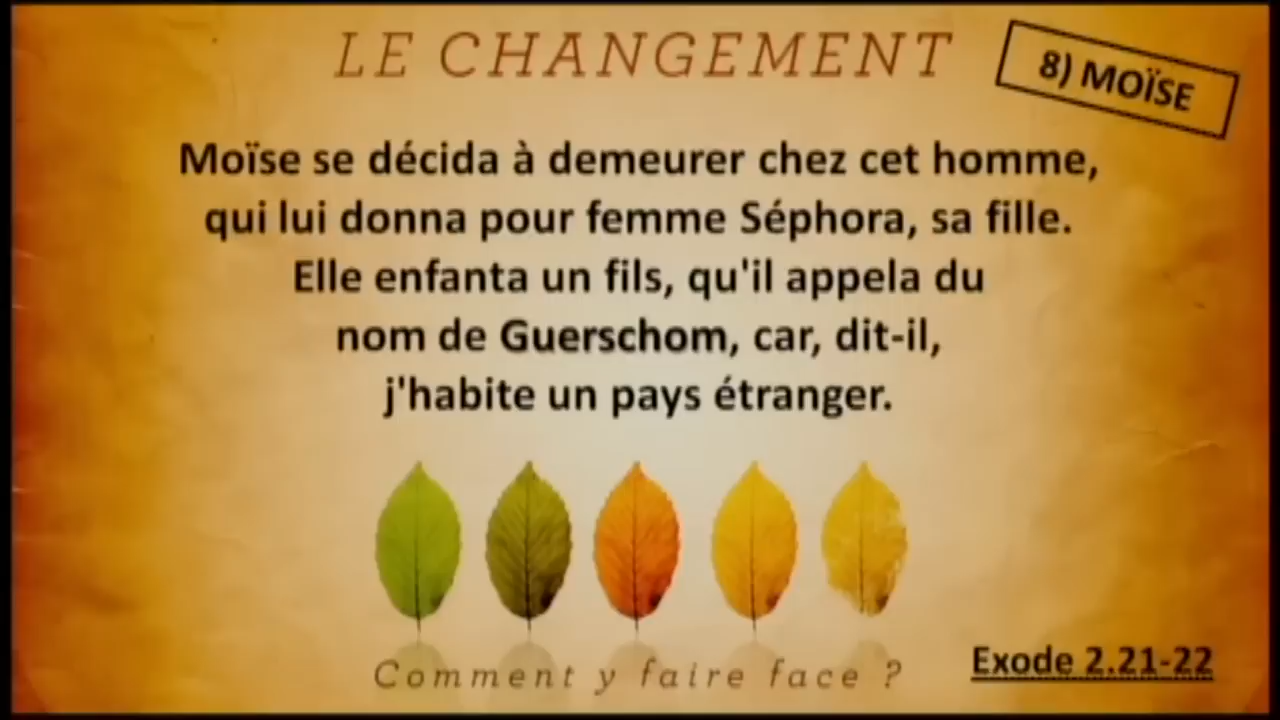 LE CHANGEMENT
8) MOÏSE
Moïse se décida à demeurer chez cet homme,
qui lui donna pour femme Séphora, sa fille.
Elle enfanta un fils, qu'il appela du
nom de Guerschom, car, dit-il,
j'habite un pays étranger.
Comment y faire face ?
Exode 2.21-22